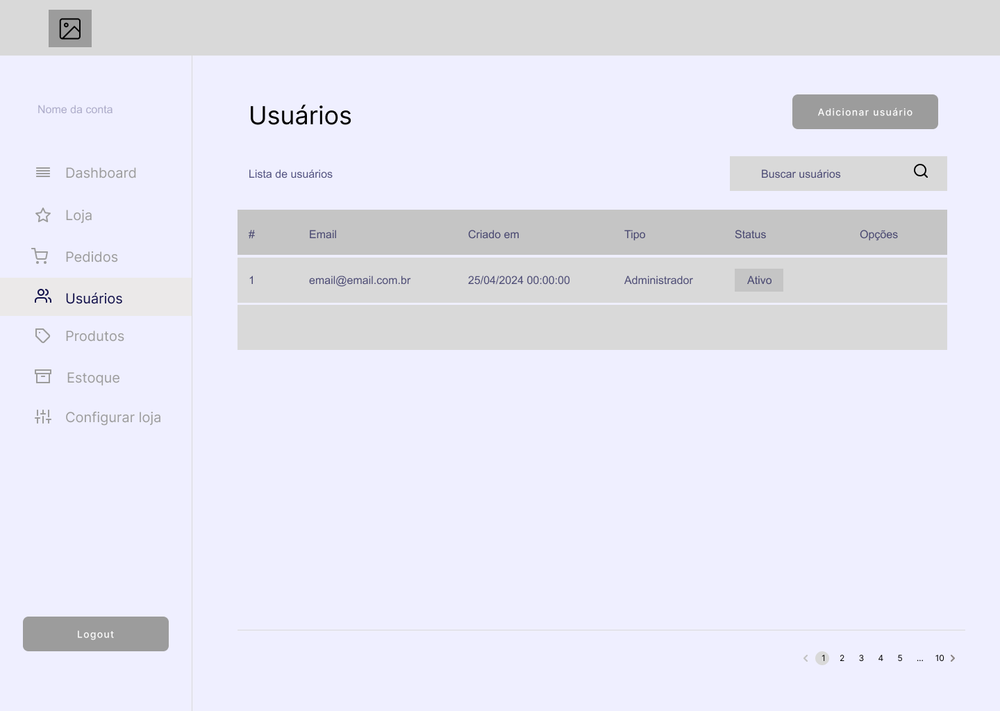 Nome da conta
Dashboard
Loja
Pedidos
Usuários
Produtos
Estoque
Configurar loja
Logout
Usuários
Adicionar usuário
Lista de usuários
Buscar usuários
# Email Criado em Tipo Status Opções
1 email@email.com.br 25/04/2024 00:00:00 Administrador Ativo
1 2 3 4 5 ... 10